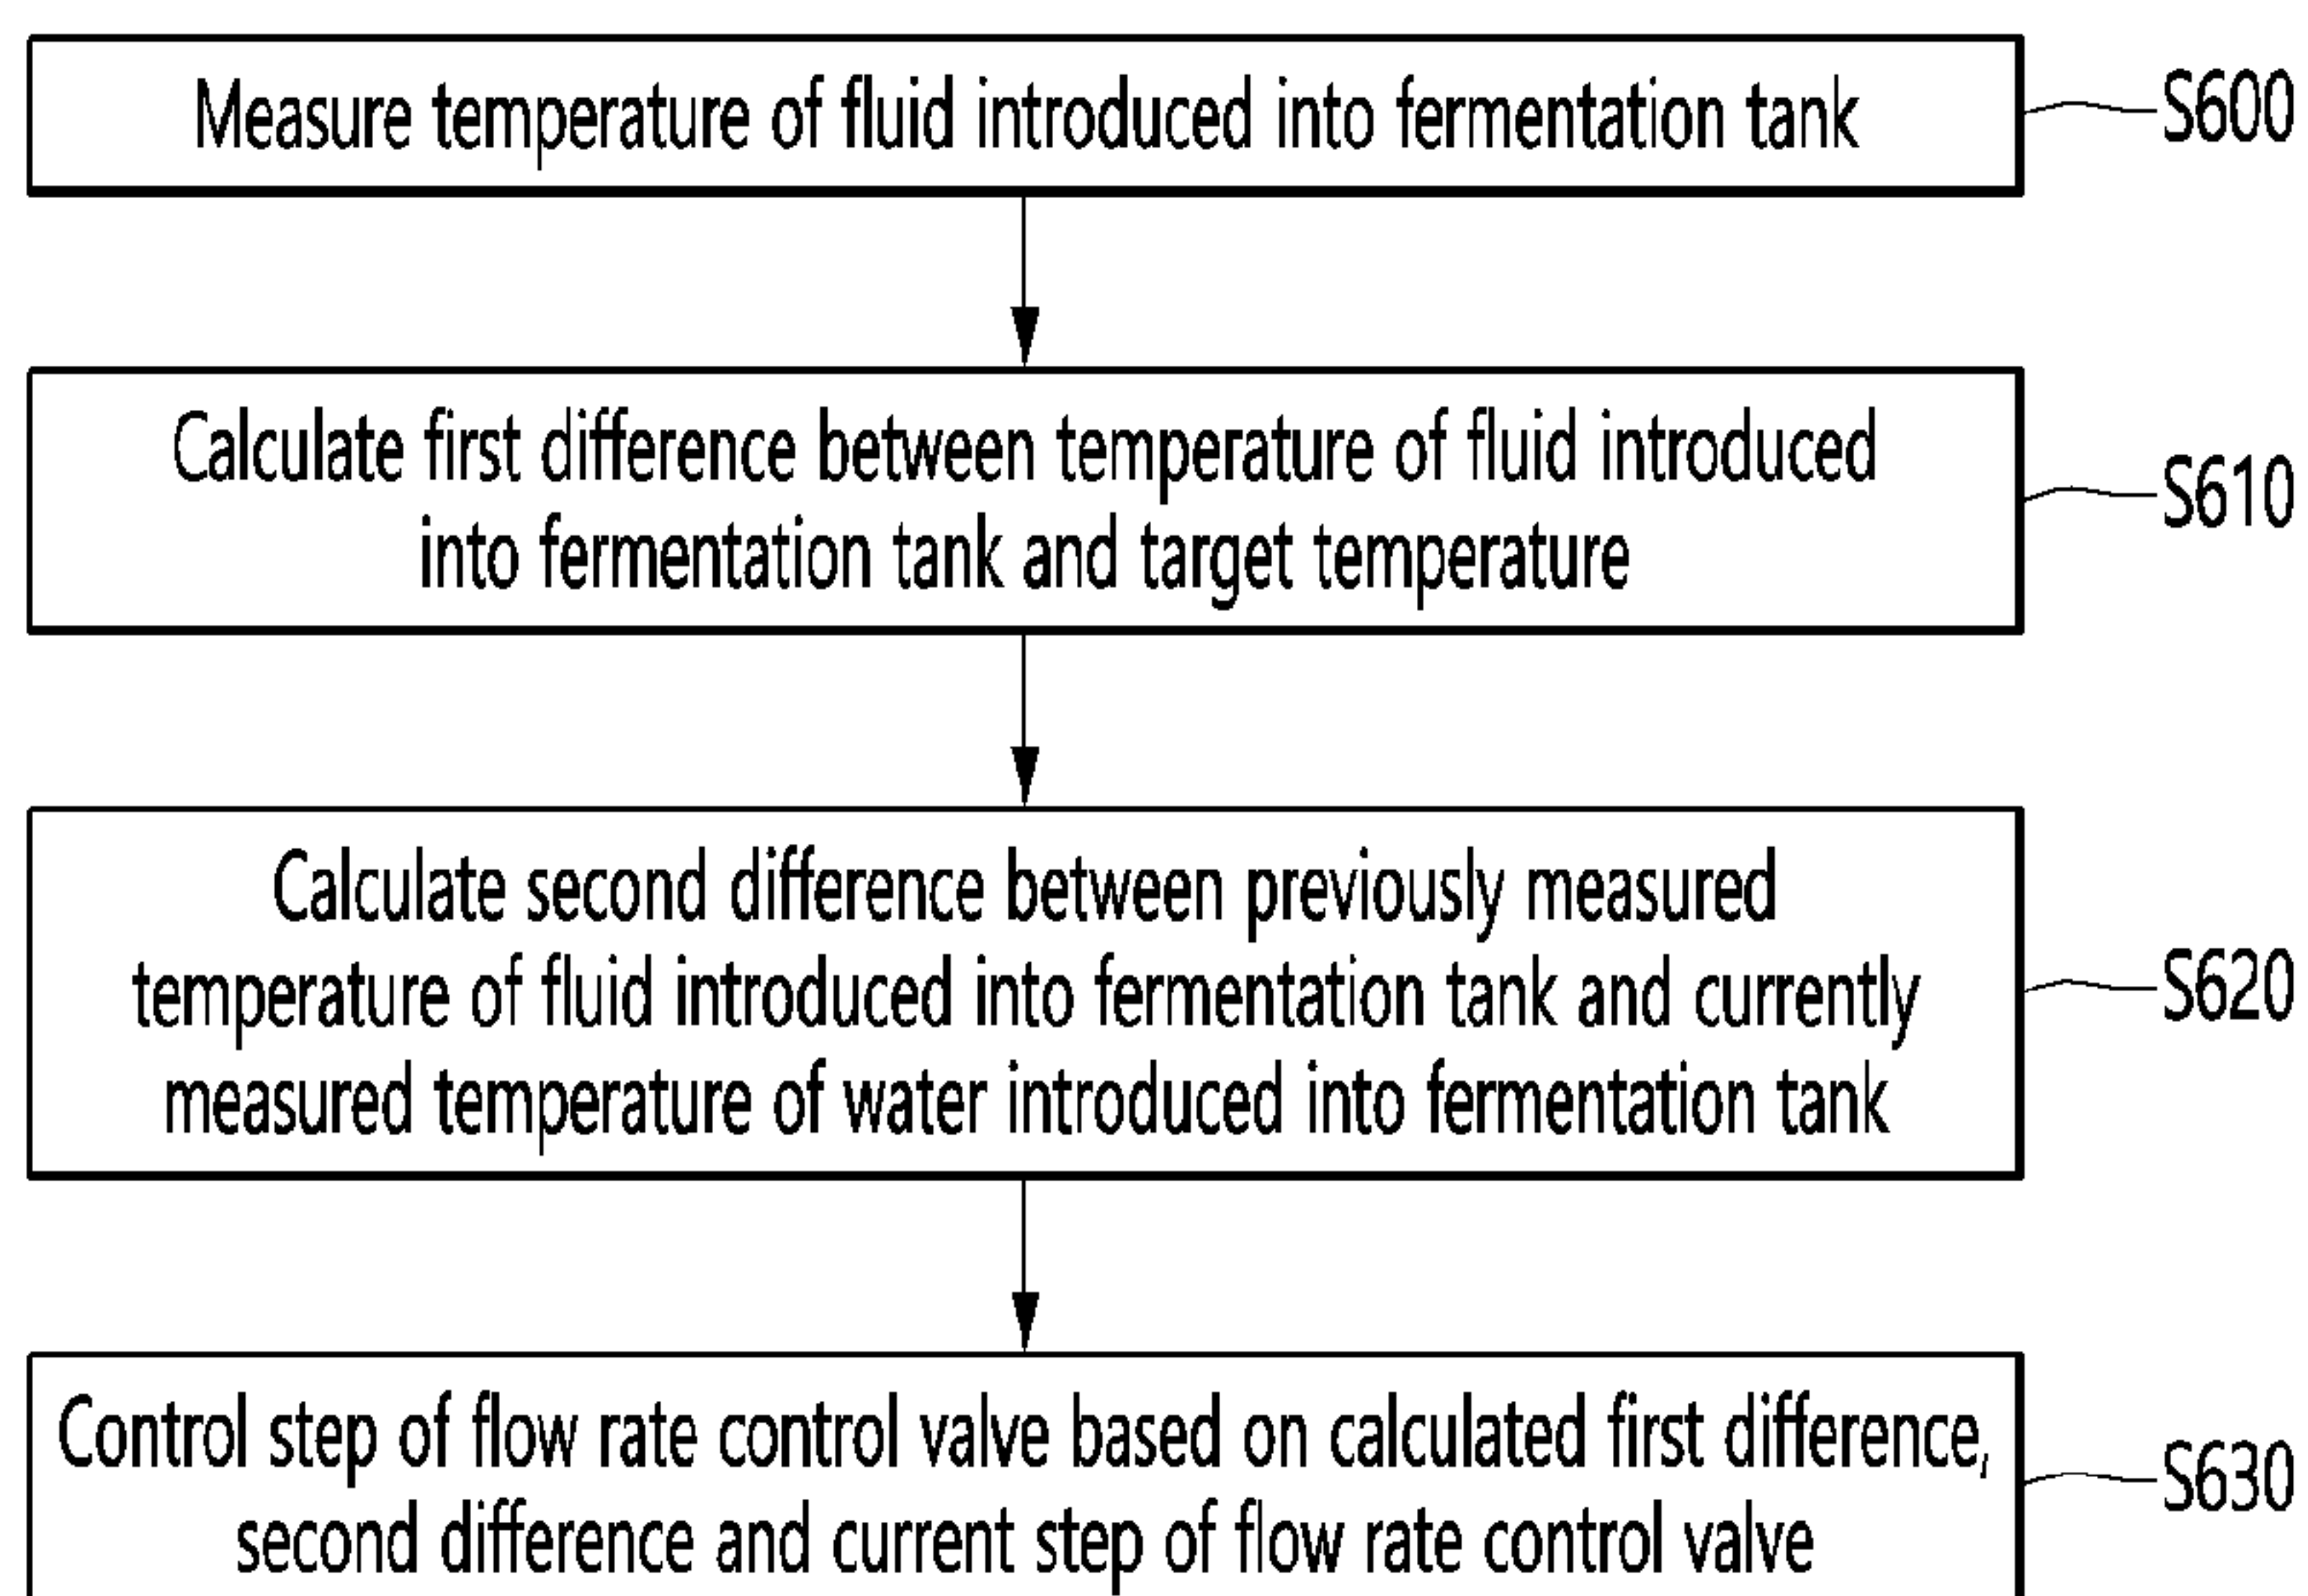 Measure temperature of fluid introduced into fermentation tank
S600
Calculate first difference between temperature of fluid introduced
into fermentation tank and target temperature
S610
Calculate second difference between previously measured
temperature of fluid introduced into fermentation tank and currently
measured temperature of water introduced into fermentation tank
S620
Control step of flow rate control valve based on calculated first difference,
second difference and current step of flow rate control valve
S630